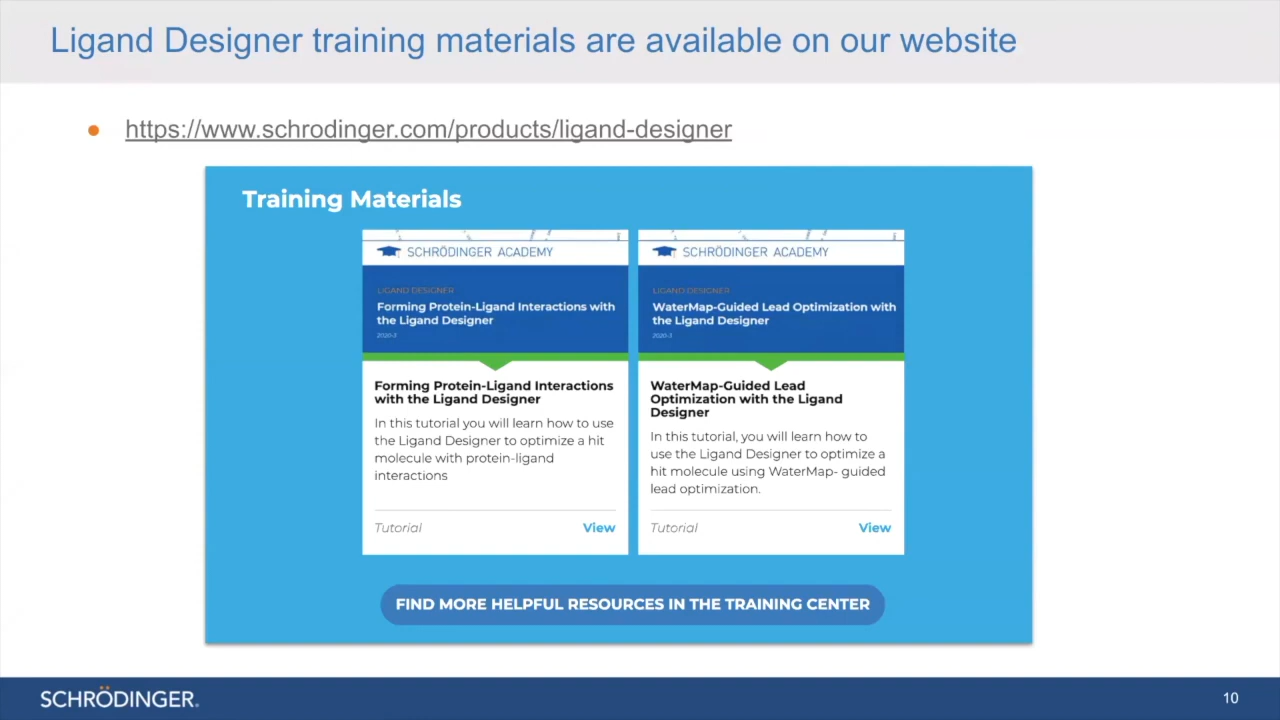 Ligand Designer training materials are available on our website
https://www.schrodinger.com/products/ligand-designer
Training Materials
SCHRÖDINGER ACADEMY
LIGAND DESIGNER
Forming Protein-Ligand Interactions with
the Ligand Designer
2020-3
Forming Protein-Ligand Interactions
with the Ligand Designer
In this tutorial you will learn how to use
the Ligand Designer to optimize a hit
molecule with protein-ligand
interactions
Tutorial
View
SCHRÖDINGER ACADEMY
LIGAND DESIGNER
WaterMap-Guided Lead Optimization with
the Ligand Designer
2020-3
WaterMap-Guided Lead
Optimization with the Ligand
Designer
In this tutorial, you will learn how to
use the Ligand Designer to optimize a
hit molecule using WaterMap- guided
lead optimization.
Tutorial
View
FIND MORE HELPFUL RESOURCES IN THE TRAINING CENTER
SCHRÖDINGER.
10